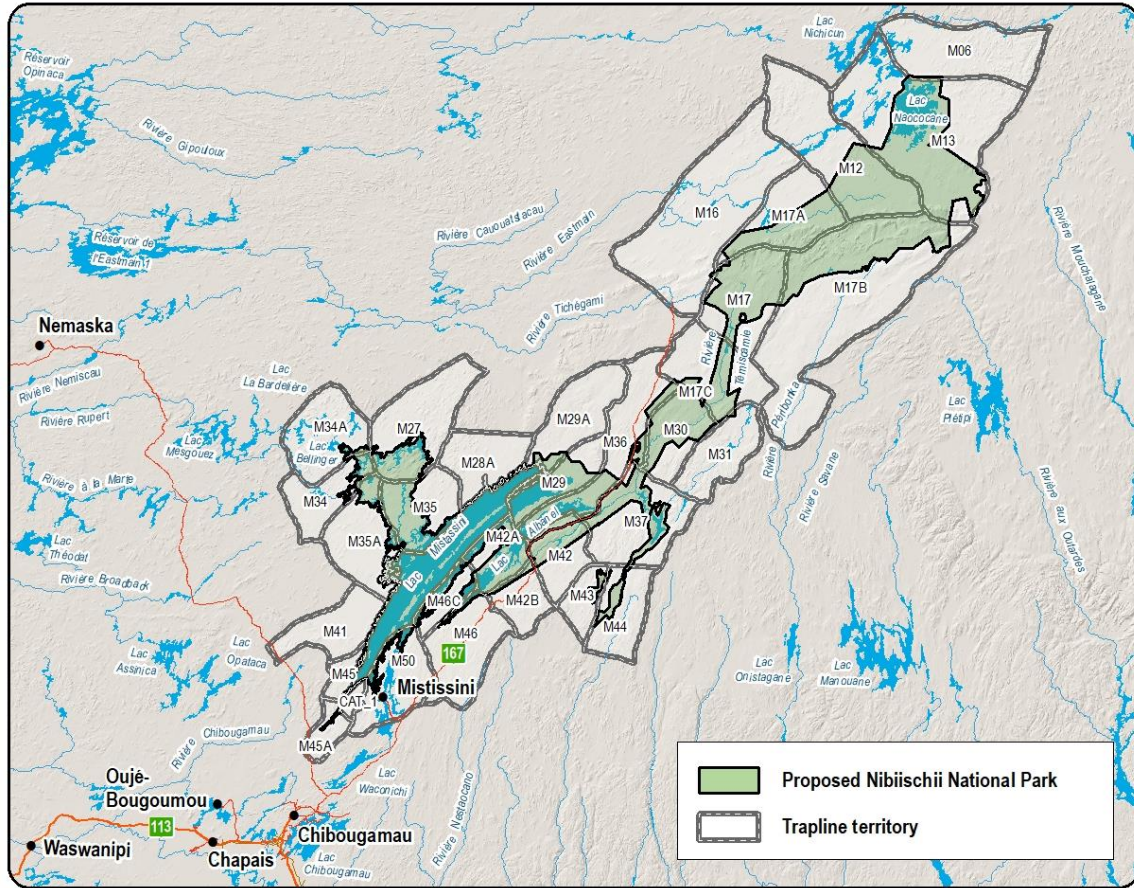 Lac
Nichicun
M06
Réservoir
Opinaca
Lac
Naococane
Rivière Gipouloux
M13
M12
M16
M17A
Rivière Caouatstacau
Rivière Eastmain
Rivière Mouchalagane
Réservoir de
l'Eastmain 1
M17B
Rivière Tichégami
M17
Nemaska
Rivière
Témiscamie
Rivière Nemiscau
Lac
La Bardelière
Rivière Rupert
M17C
Péribonka
Lac
Plétipi
M29A
M34A
M27
M30
Lac
Mesgouez
Lac
Bellinger
M36
M31
Rivière
Rivière Savane
M28A
Rivière à la Marte
M29
M34
M35
Rivière aux Outardes
M37
Mistassini
Albanel
M42A
M35A
M42
Lac
Théodat
Lac
Lac
Rivière Broadback
M46C
M42B
M43
M44
M41
M46
Lac
Opataca
167
M50
Lac
Assinica
M45
Lac
Onistagane
Lac
Manouane
Mistissini
CAT_1
Rivière Chibougamau
M45A
Oujé-
Bougoumou
Lac
Waconichi
Rivière Nestaocano
Proposed Nibiischii National Park
Chibougamau
113
Trapline territory
Waswanipi
Chapais
Lac
Chibougamau